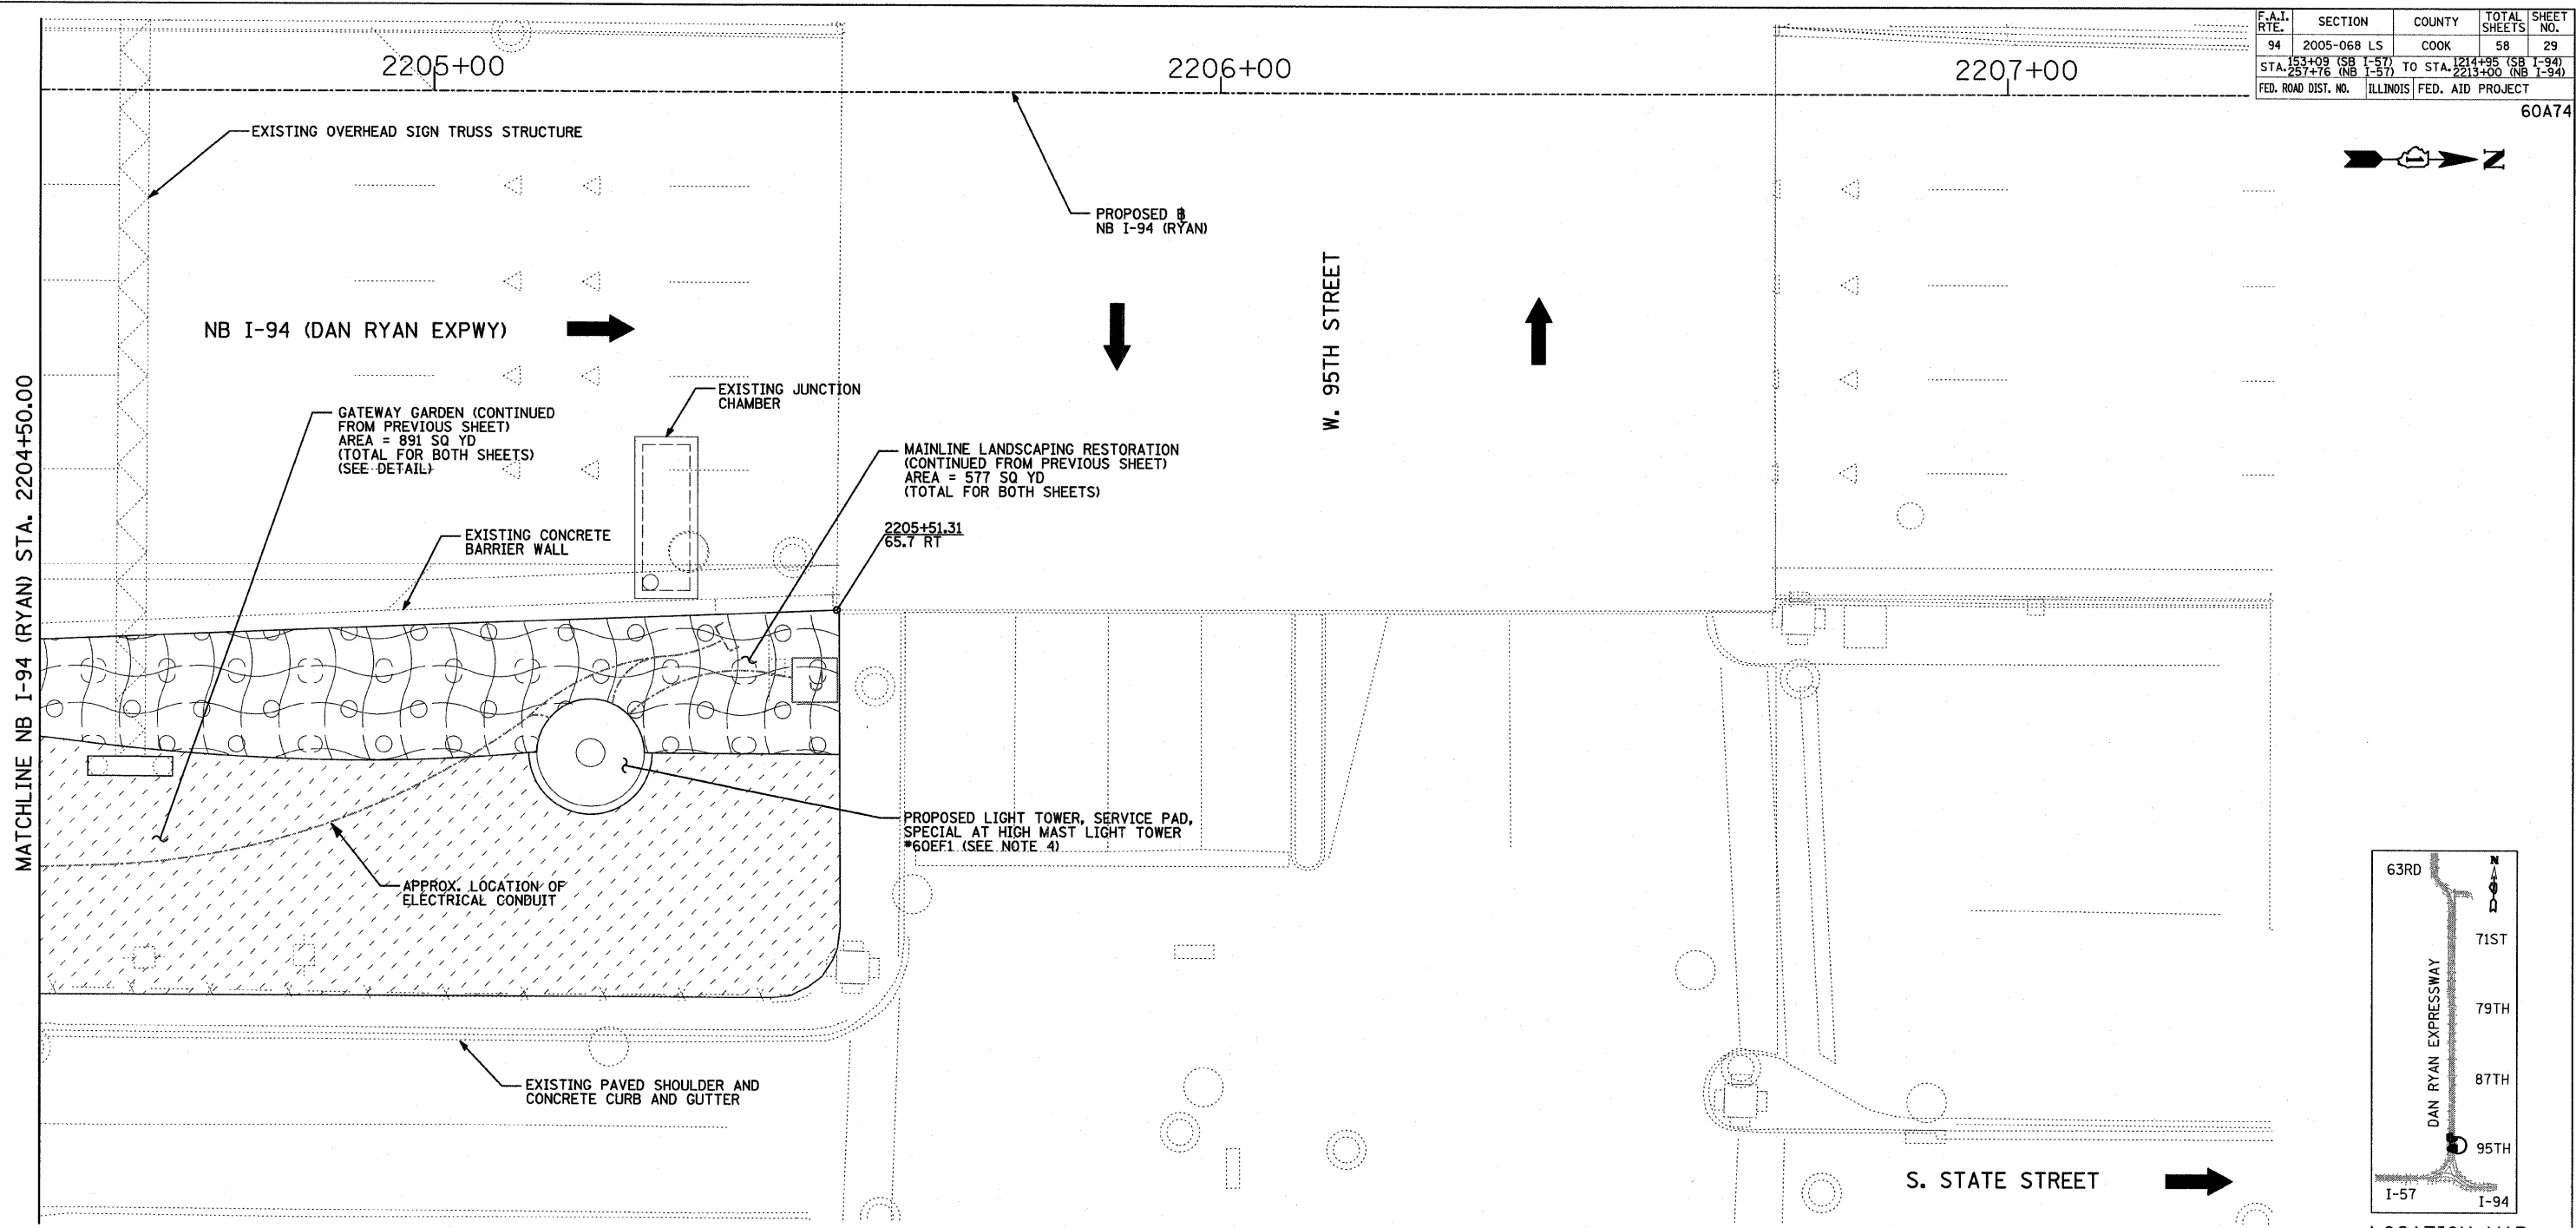 F.A.I. RTE. SECTION COUNTY TOTAL SHEETS SHEET NO.
94 2005-068 LS COOK 58 29
STA. 153+09 (SB I-57) TO STA. 1214+95 (SB I-94)
257+76 (NB I-57) 2213+00 (NB I-94)
FED. ROAD DIST. NO. ILLINOIS FED. AID PROJECT
60A74
2205+00
2206+00
2207+00
N
EXISTING OVERHEAD SIGN TRUSS STRUCTURE
PROPOSED B
NB I-94 (RYAN)
W. 95TH STREET
NB I-94 (DAN RYAN EXPWY)
MATCHLINE NB I-94 (RYAN) STA. 2204+50.00
EXISTING JUNCTION
CHAMBER
GATEWAY GARDEN (CONTINUED
FROM PREVIOUS SHEET)
AREA = 891 SQ YD
(TOTAL FOR BOTH SHEETS)
(SEE DETAIL)
MAINLINE LANDSCAPING RESTORATION
(CONTINUED FROM PREVIOUS SHEET)
AREA = 577 SQ YD
(TOTAL FOR BOTH SHEETS)
2205+51.31
65.7 RT
EXISTING CONCRETE
BARRIER WALL
PROPOSED LIGHT TOWER, SERVICE PAD,
SPECIAL AT HIGH MAST LIGHT TOWER
#60EF1 (SEE NOTE 4)
APPROX. LOCATION OF
ELECTRICAL CONDUIT
EXISTING PAVED SHOULDER AND
CONCRETE CURB AND GUTTER
S. STATE STREET
63RD
N
71ST
79TH
DAN RYAN EXPRESSWAY
87TH
95TH
I-57
I-94
LOCATION MAP